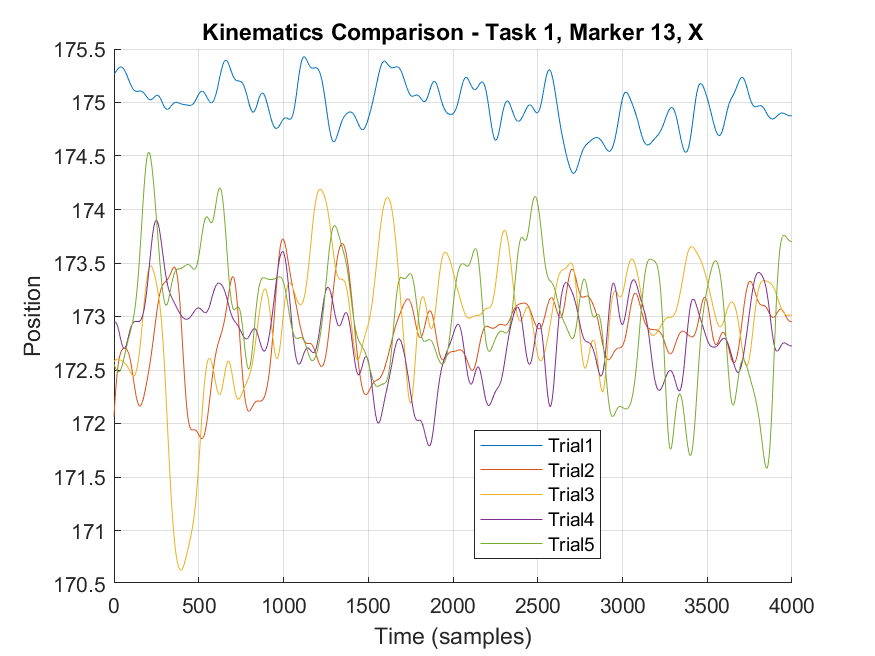 Kinematics Comparison - Task 1, Marker 13, X
175.5
175
174.5
174
173.5
173
172.5
172
171.5
171
170.5
Position
0 500 1000 1500 2000 2500 3000 3500 4000
Time (samples)
Trial1
Trial2
Trial3
Trial4
Trial5